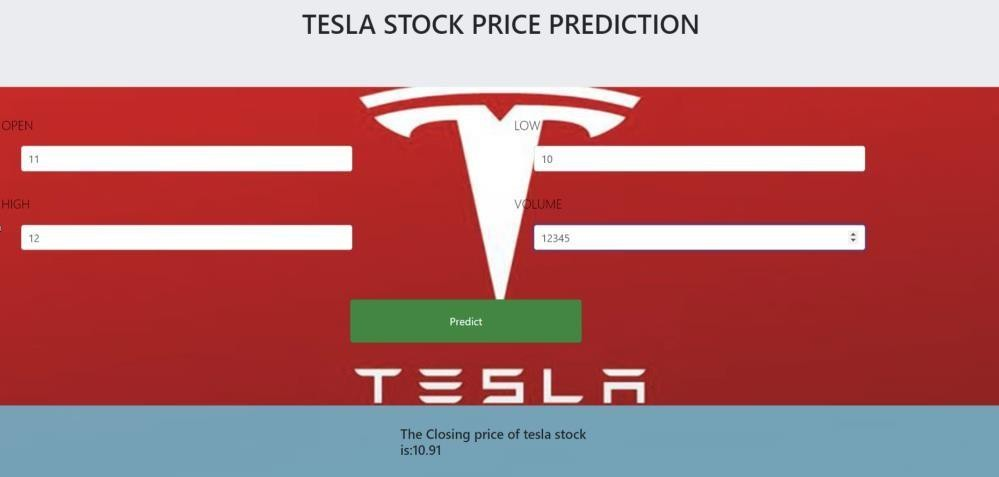 TESLA STOCK PRICE PREDICTION
OPEN
LOW
11
10
HIGH
VOLUME
12
12345
Predict
TESLA
The Closing price of tesla stock
is:10.91